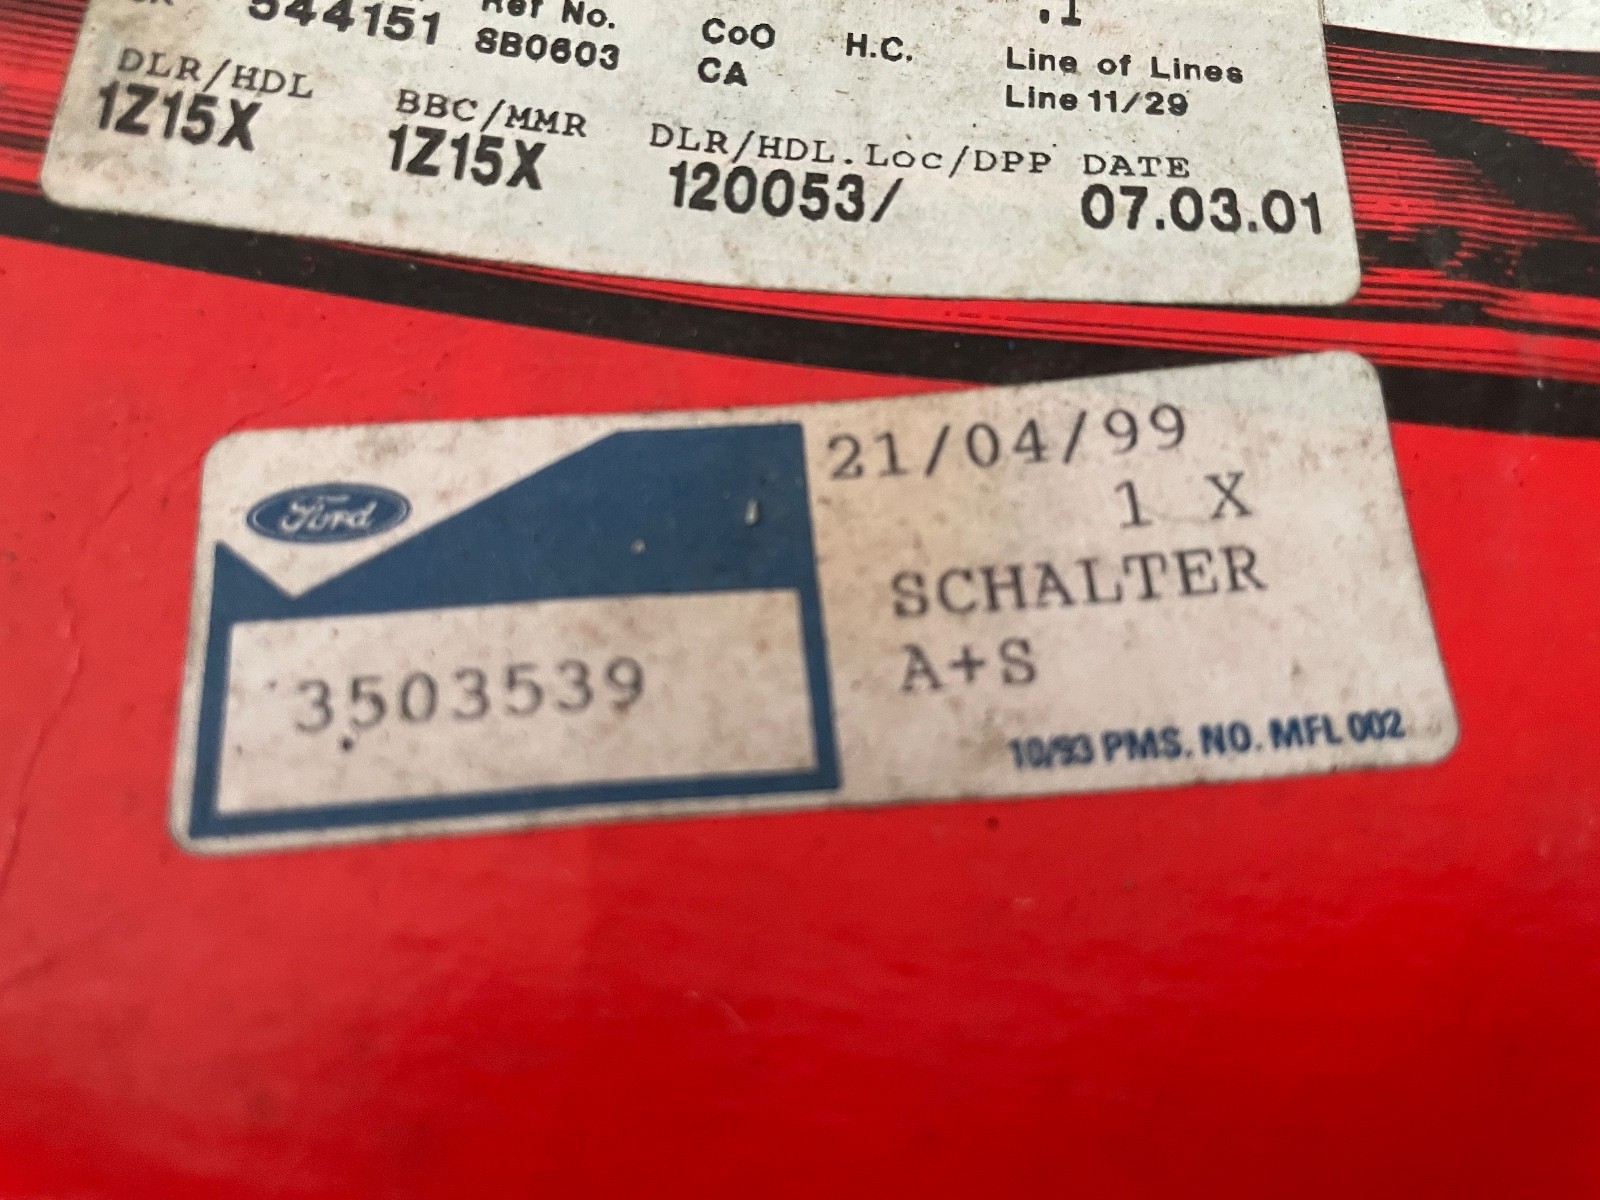 544151
Ref No.
SB0603
CoO
CA
H.C.
.1
Line of Lines
Line 11/29
DLR/HDL
1Z15X
BBC/MMR
1Z15X
DLR/HDL.LOC/DPP
120053/
DATE
07.03.01
Ford
3503539
21/04/99
1 X
SCHALTER
A+S
10/93 PMS. NO. MFL 002